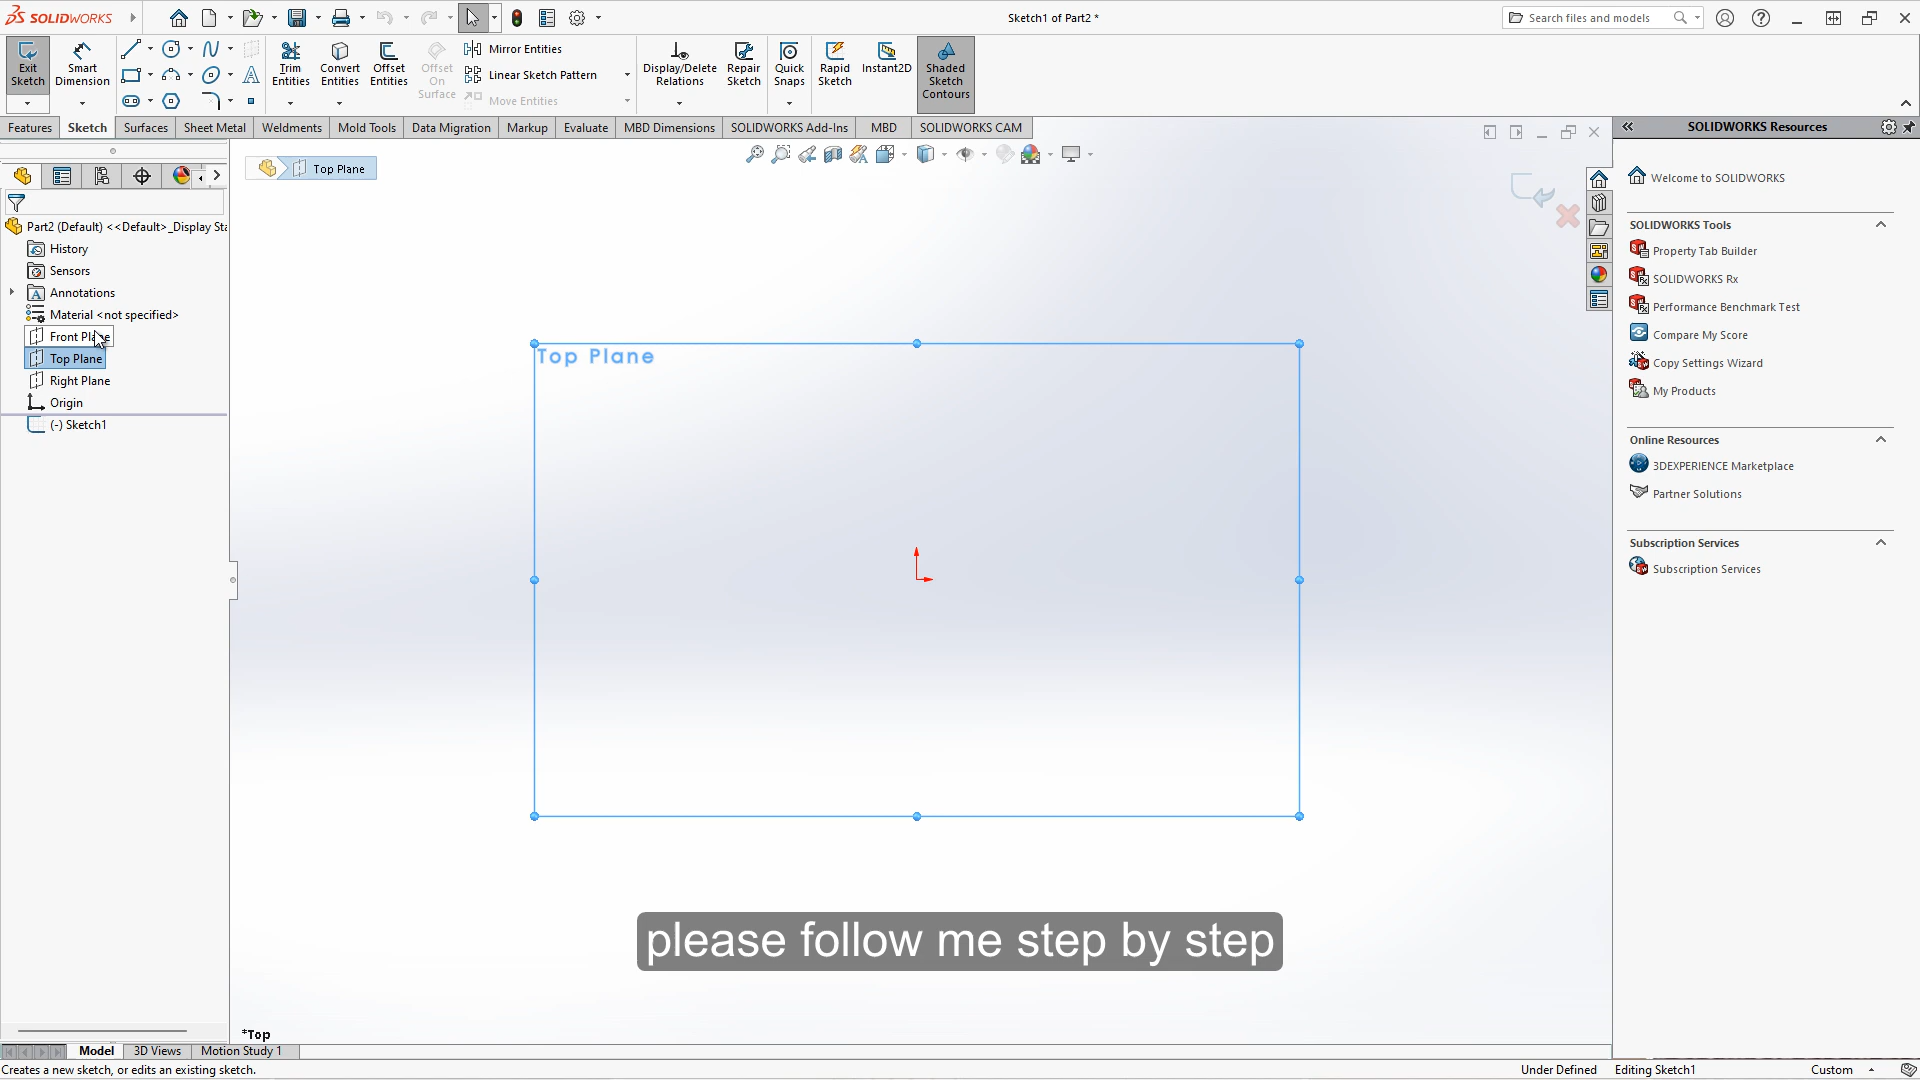 SOLIDWORKS
Sketch1 of Part2 *
Search files and models
Exit Sketch
Smart Dimension
Trim Entities
Convert Entities
Offset Entities
Offset On Surface
Mirror Entities
Linear Sketch Pattern
Move Entities
Display/Delete Relations
Repair Sketch
Quick Snaps
Rapid Sketch
Instant2D
Shaded Sketch Contours
Features
Sketch
Surfaces
Sheet Metal
Weldments
Mold Tools
Data Migration
Markup
Evaluate
MBD Dimensions
SOLIDWORKS Add-Ins
MBD
SOLIDWORKS CAM
Part2 (Default) <<Default>_Display Sta
History
Sensors
Annotations
Material <not specified>
Front Plane
Top Plane
Right Plane
Origin
(-) Sketch1
Top Plane
Top Plane
please follow me step by step
*Top
SOLIDWORKS Resources
Welcome to SOLIDWORKS
SOLIDWORKS Tools
Property Tab Builder
SOLIDWORKS Rx
Performance Benchmark Test
Compare My Score
Copy Settings Wizard
My Products
Online Resources
3DEXPERIENCE Marketplace
Partner Solutions
Subscription Services
Subscription Services
Model
3D Views
Motion Study 1
Creates a new sketch, or edits an existing sketch.
Under Defined
Editing Sketch1
Custom